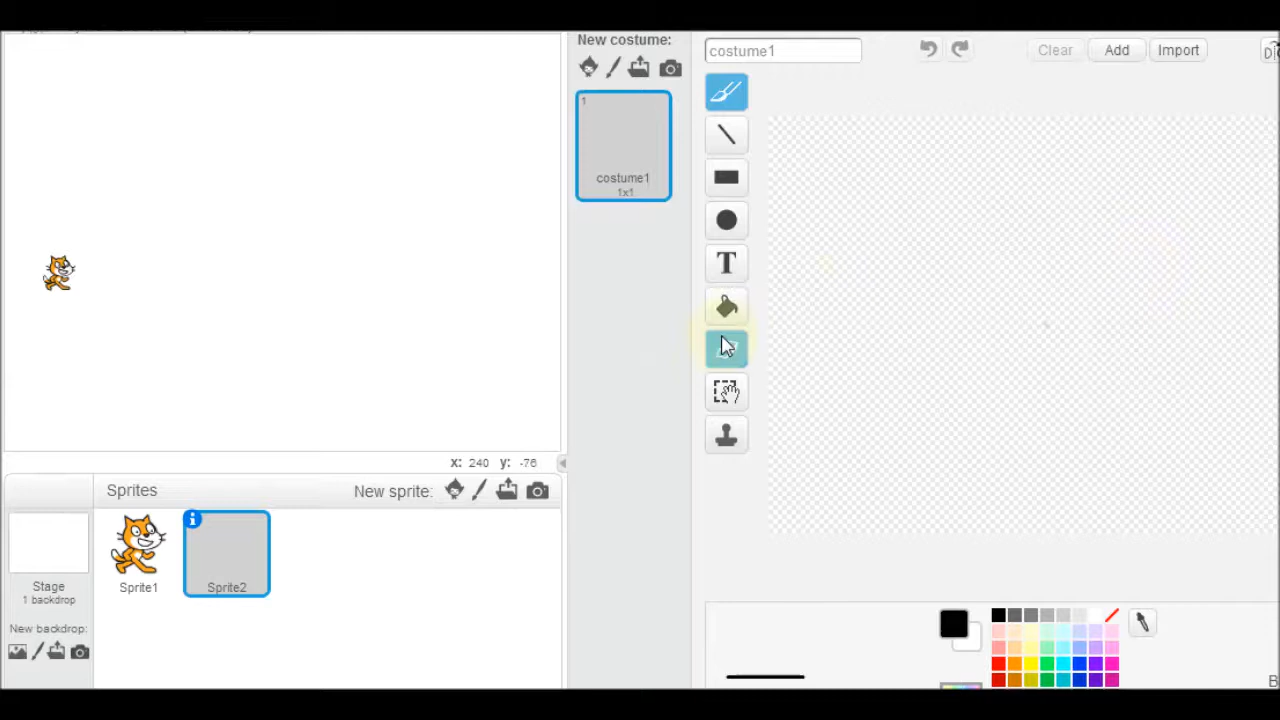 New costume:
costume1
Clear
Add
Import
1
costume1
1x1
T
x: 240 y: -76
Sprites
New sprite:
Stage
1 backdrop
New backdrop:
Sprite1
Sprite2